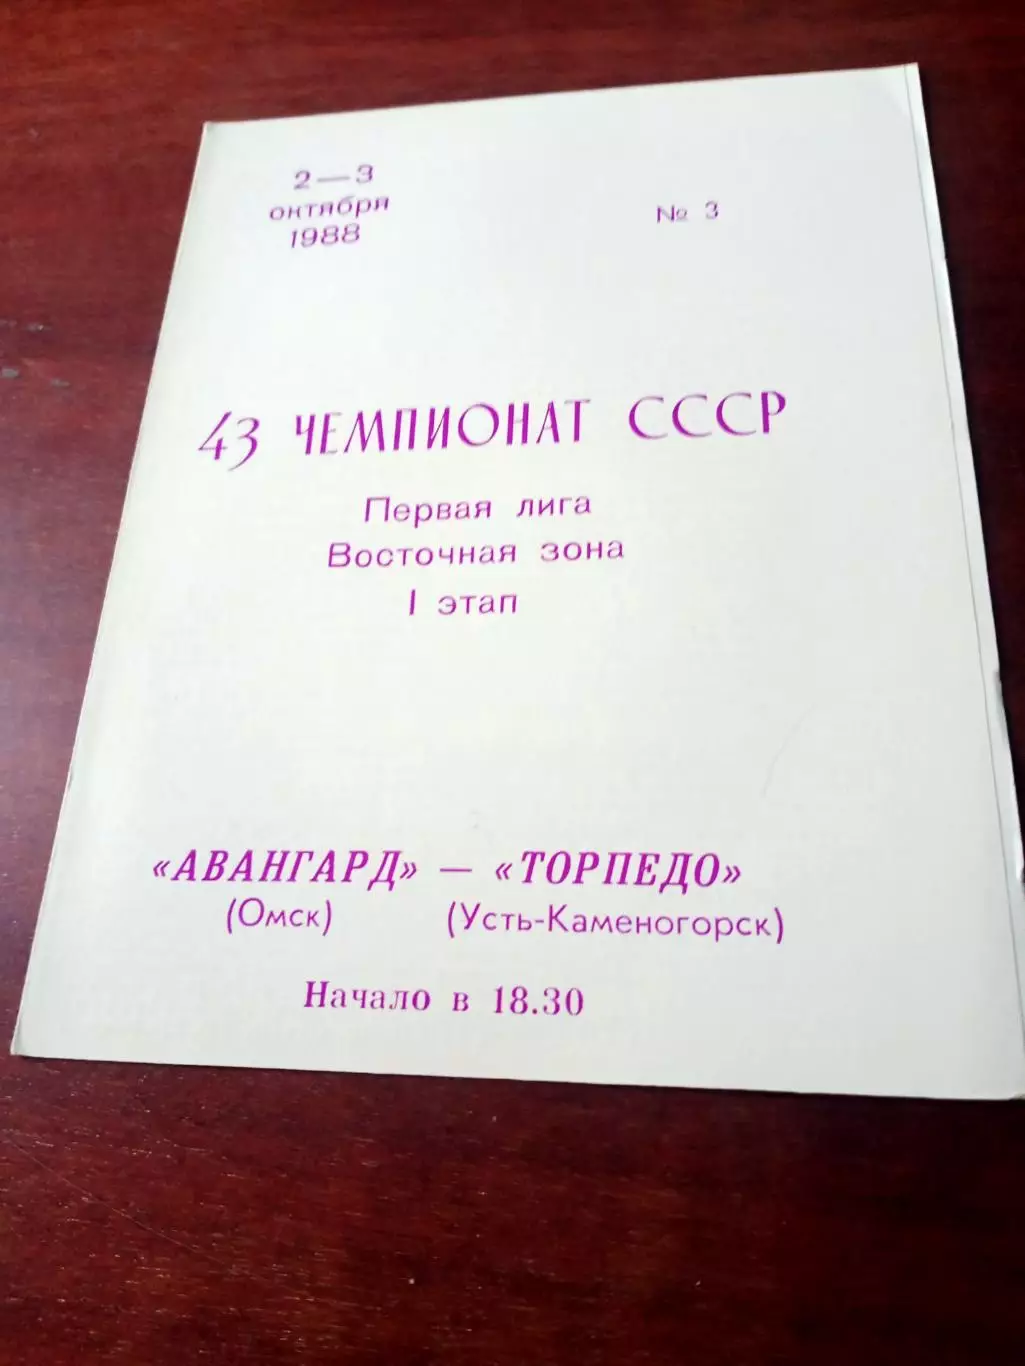 2—3
октября
1988
№ 3
43 ЧЕМПИОНАТ СССР
Первая лига
Восточная зона
I этап
«АВАНГАРД» — «ТОРПЕДО»
(Омск) (Усть-Каменогорск)
Начало в 18.30